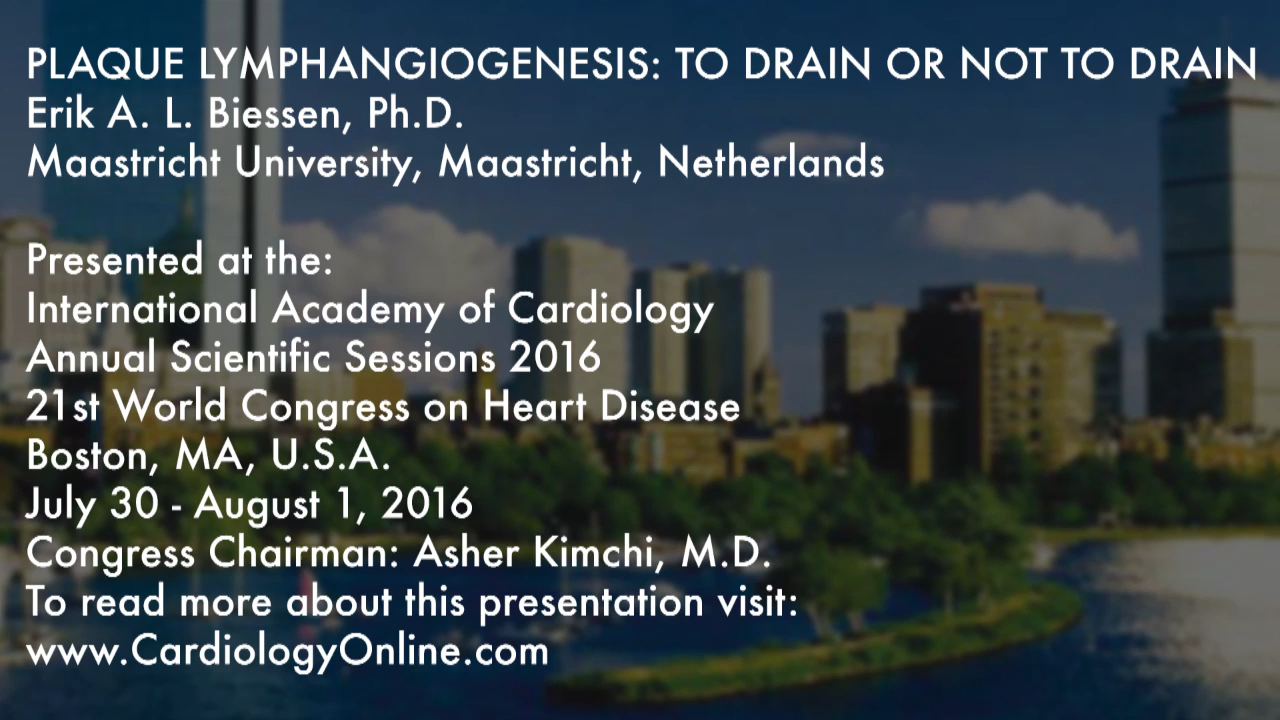 PLAQUE LYMPHANGIOGENESIS: TO DRAIN OR NOT TO DRAIN
Erik A. L. Biessen, Ph.D.
Maastricht University, Maastricht, Netherlands
Presented at the:
International Academy of Cardiology
Annual Scientific Sessions 2016
21st World Congress on Heart Disease
Boston, MA, U.S.A.
July 30 - August 1, 2016
Congress Chairman: Asher Kimchi, M.D.
To read more about this presentation visit:
www.CardiologyOnline.com